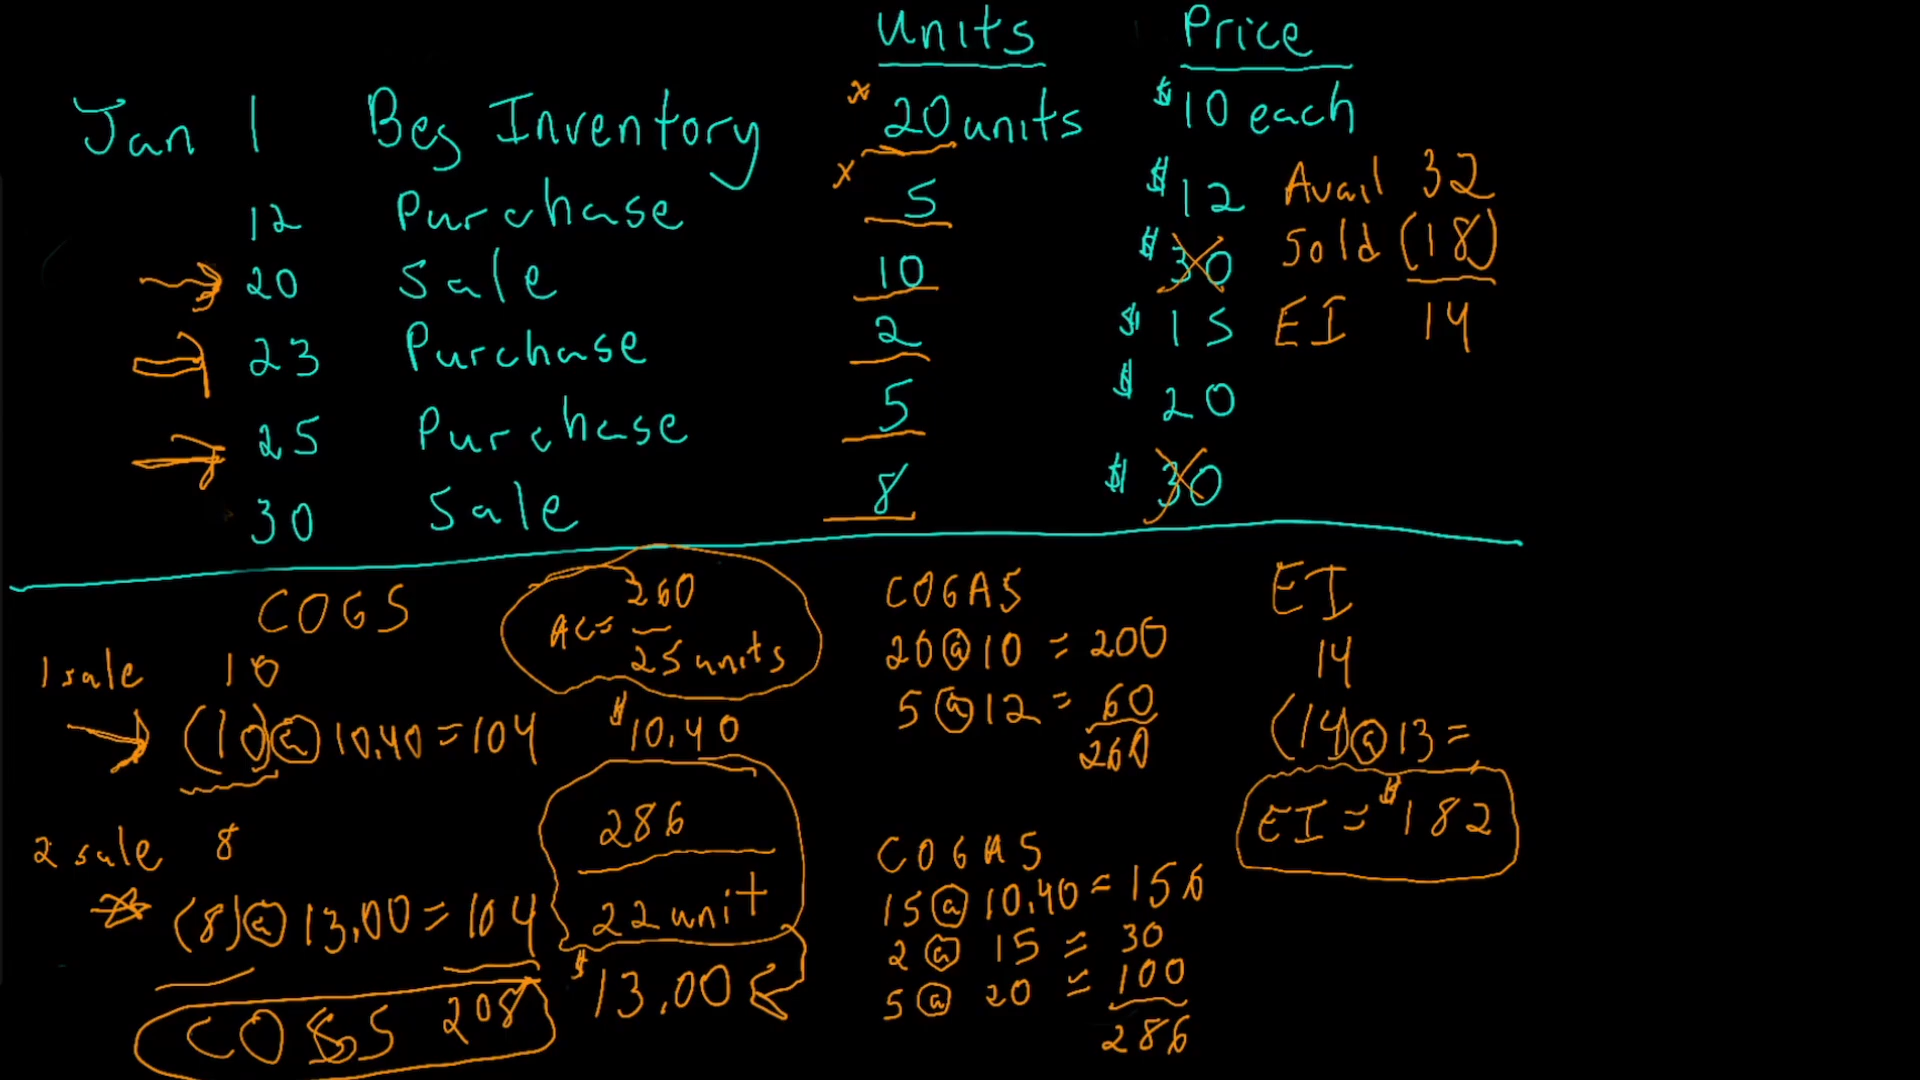 Units Price
Jan 1 Beg Inventory 20 units $10 each
12 Purchase 5 $12 Avail 32
20 Sale 10 $30 Sold (18)
23 Purchase 2 $15 EI 14
25 Purchase 5 $20
30 Sale 8 $30
COGS
AC = 260
25 units
$10.40
1 sale 10
(10) @ 10.40 = 104
2 sale 8
(8) @ 13.00 = 104
COGS 208
286
22 unit
$13.00
COGAS
20 @ 10 = 200
5 @ 12 = 60
260
COGAS
15 @ 10.40 = 156
2 @ 15 = 30
5 @ 20 = 100
286
EI
14
(14) @ 13 =
EI = $182